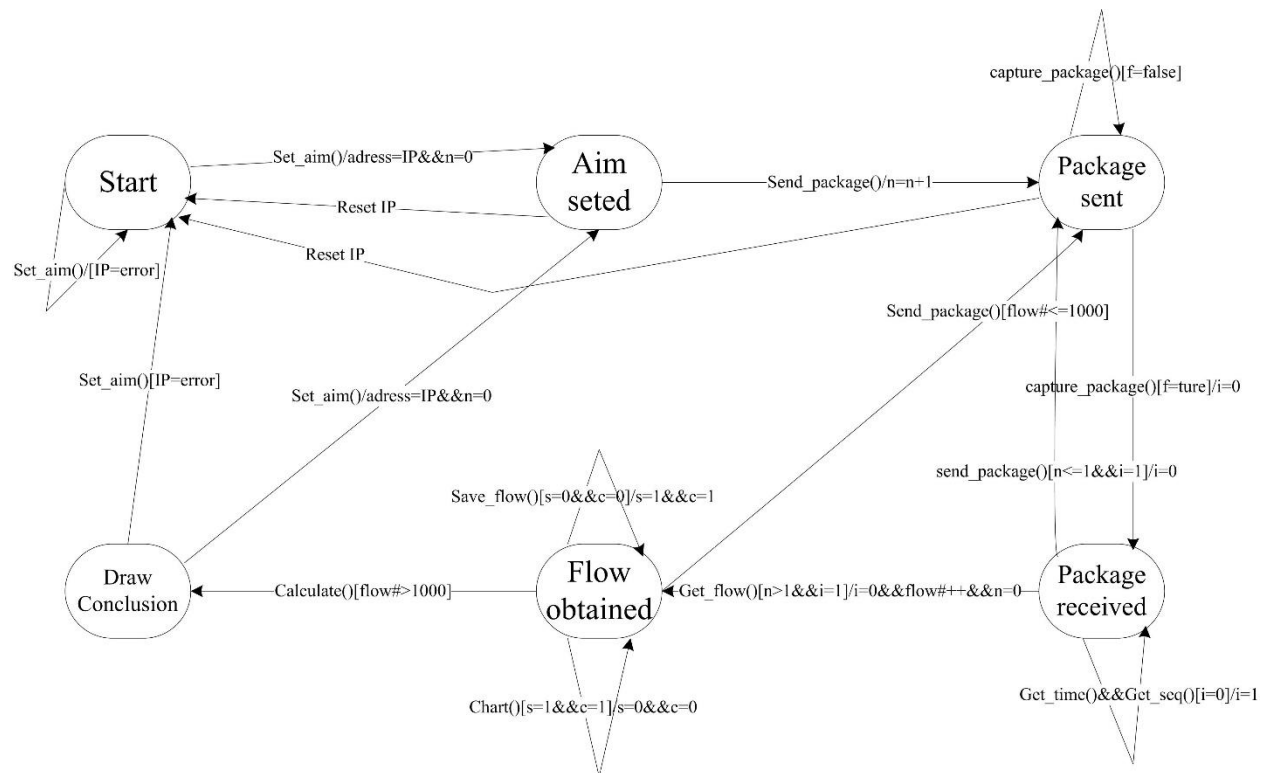 capture_package()[f=false]
Start
Set_aim()/adress=IP&&n=0
Aim
seted
Send_package()/n=n+1
Package
sent
Reset IP
Reset IP
Set_aim()/[IP=error]
Send_package()[flow#<=1000]
Set_aim()[IP=error]
capture_package()[f=ture]/i=0
Set_aim()/adress=IP&&n=0
send_package()[n<=1&&i=1]/i=0
Save_flow()[s=0&&c=0]/s=1&&c=1
Draw
Conclusion
Calculate()[flow#>1000]
Flow
obtained
Get_flow()[n>1&&i=1]/i=0&&flow#++&&n=0
Package
received
Get_time()&&Get_seq()[i=0]/i=1
Chart()[s=1&&c=1]/s=0&&c=0